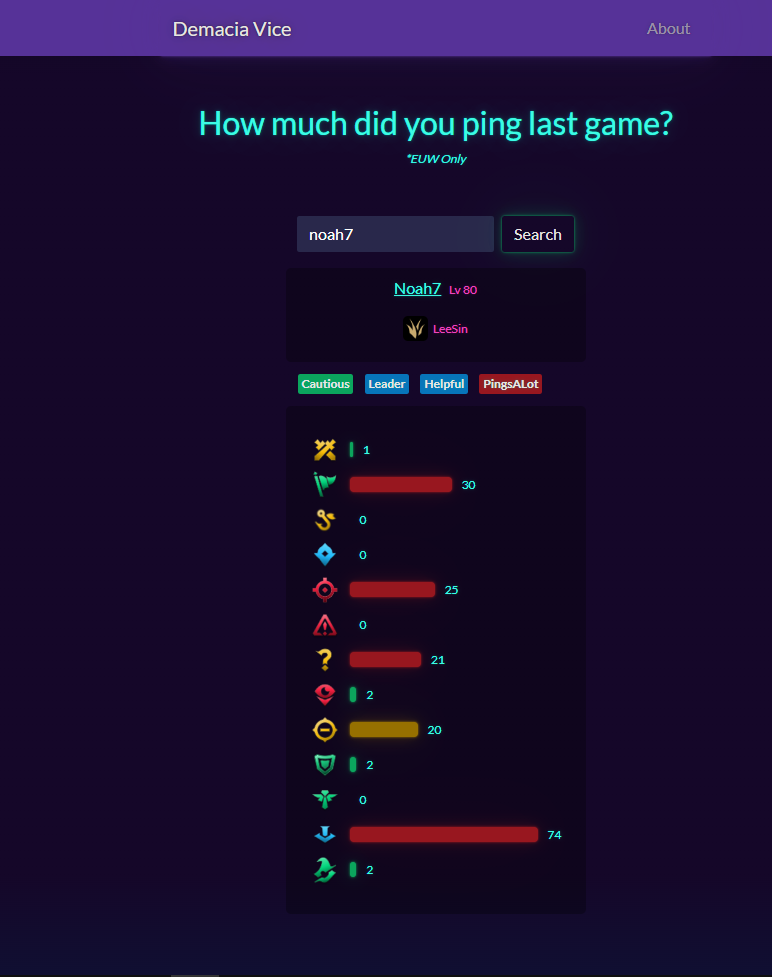 Demacia Vice About
How much did you ping last game?
*EUW Only
noah7 Search
Noah7 Lv 80
LeeSin
Cautious Leader Helpful PingsALot
1
30
0
0
25
0
21
2
20
2
0
74
2